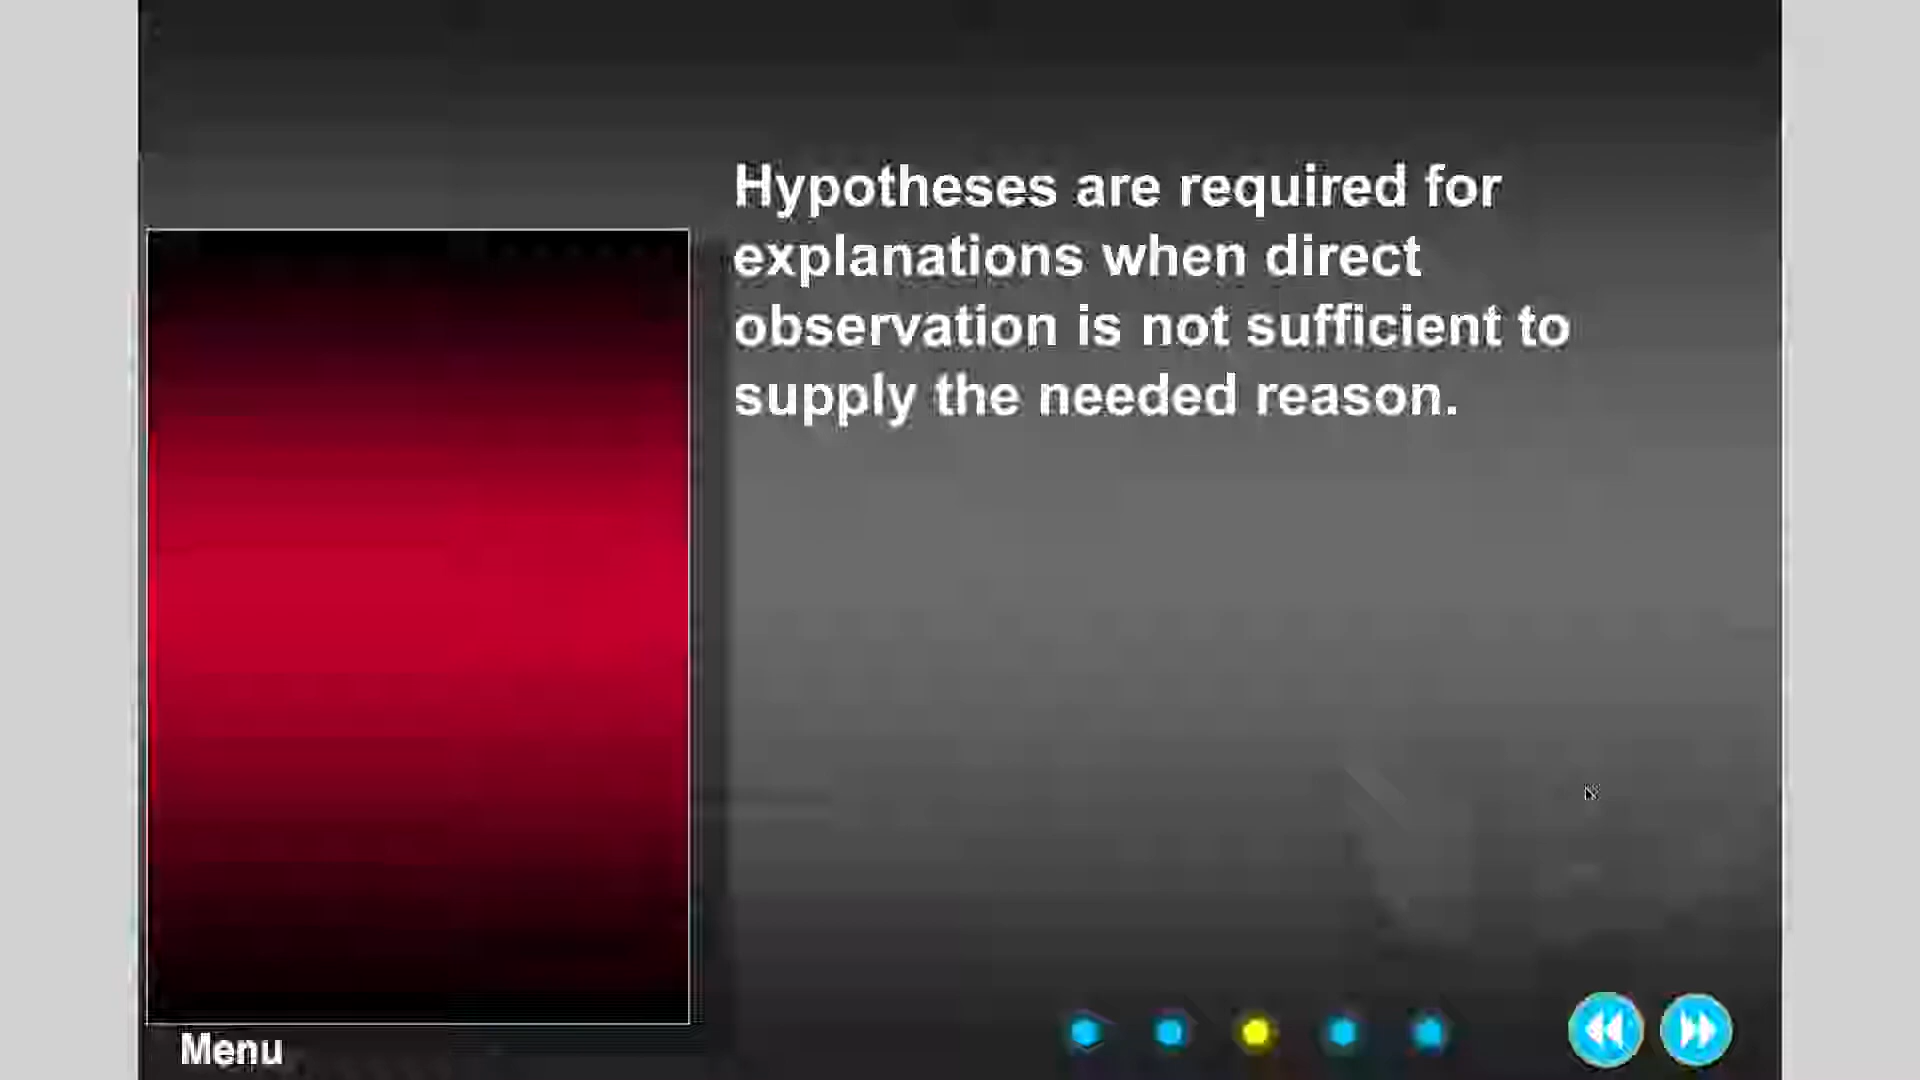 Hypotheses are required for
explanations when direct
observation is not sufficient to
supply the needed reason.
Menu